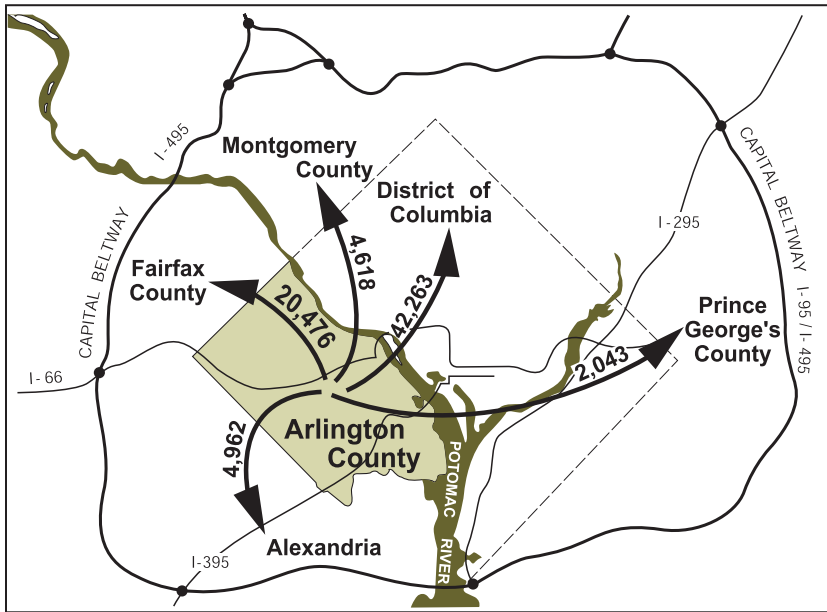 I-495
Montgomery
County
District of
Columbia
CAPITAL BELTWAY
I-295
CAPITAL BELTWAY I-95 / I-495
Fairfax
County
4,618
42,263
20,476
Prince
George's
County
2,043
I-66
4,962
Arlington
County
POTOMAC RIVER
Alexandria
I-395